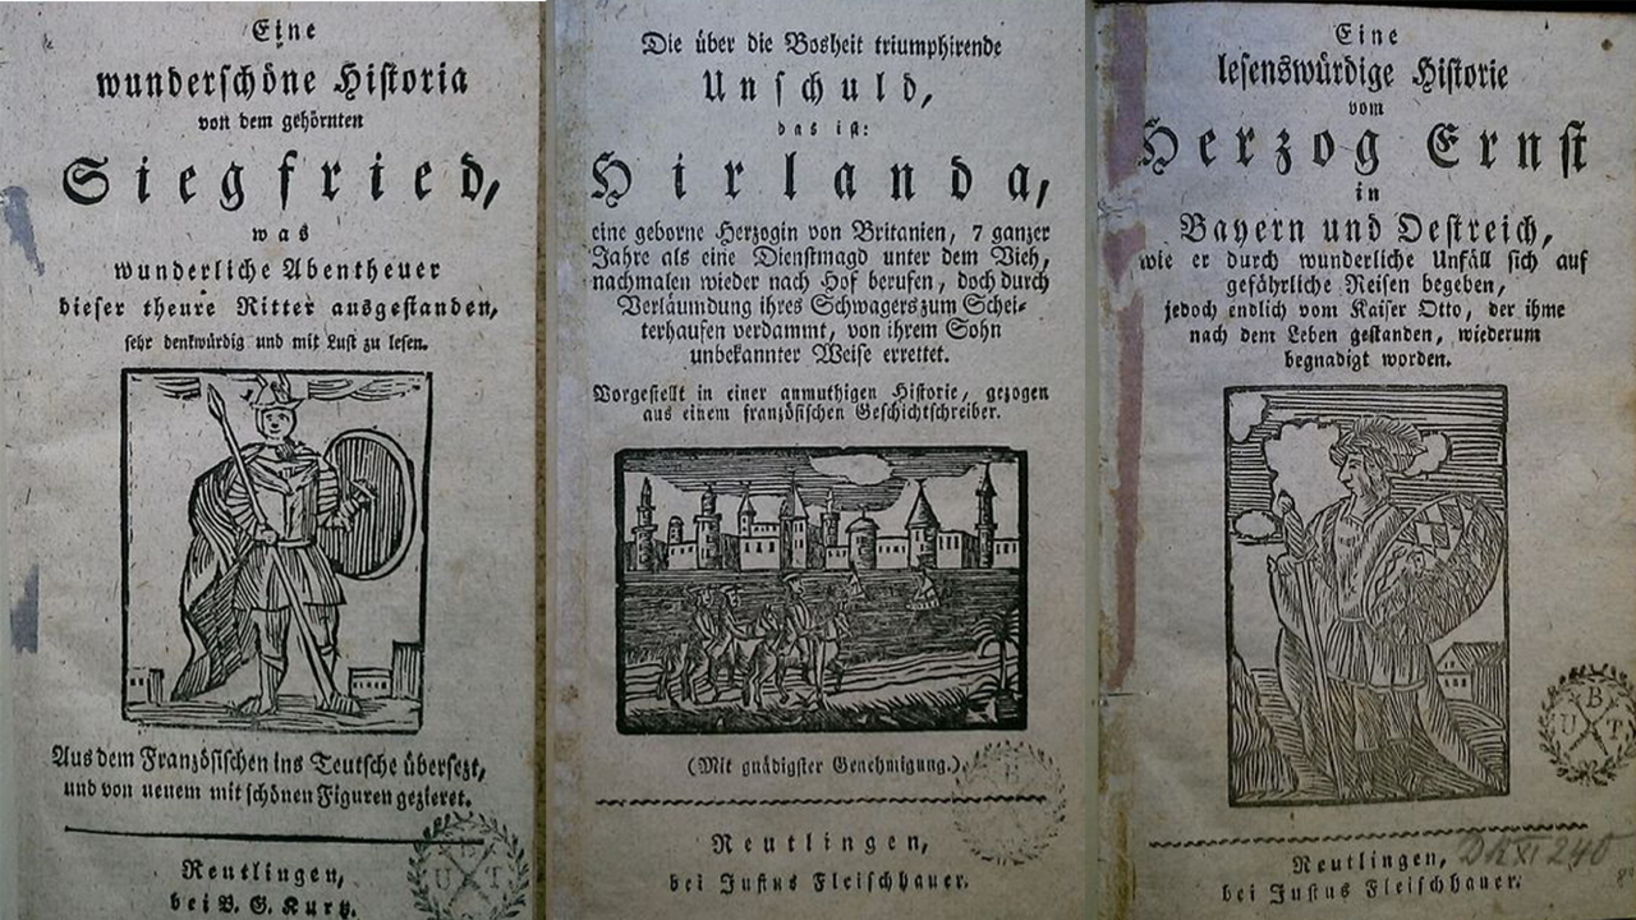 Eine
wunderschöne Historia
von dem gehörnten
Siegfried,
was
wunderliche Abentheuer
dieser theure Ritter ausgestanden,
sehr denkwürdig und mit Lust zu lesen.
Aus dem Französischen ins Teutsche übersezt,
und von neuem mit schönen Figuren gezieret.
Reutlingen,
bei B. G. Kurz.
U B T
Die über die Bosheit triumphirende
Unschuld,
das ist:
Hirlanda,
eine geborne Herzogin von Britanien, 7 ganzer
Jahre als eine Dienstmagd unter dem Vieh,
nachmalen wieder nach Hof berufen, doch durch
Verläumdung ihres Schwagers zum Schei-
terhaufen verdammt, von ihrem Sohn
unbekannter Weise errettet.
Vorgestellt in einer anmuthigen Historie, gezogen
aus einem französischen Geschichtschreiber.
(Mit gnädigster Genehmigung.)
Reutlingen,
bei Justus Fleischhauer.
Eine
lesenswürdige Historie
vom
Herzog Ernst
in
Bayern und Oestreich,
wie er durch wunderliche Unfäll sich auf
gefährliche Reisen begeben,
jedoch endlich vom Kaiser Otto, der ihme
nach dem Leben gestanden, wiederum
begnadigt worden.
U B T
Reutlingen, DK XI 240
bei Justus Fleischhauer.